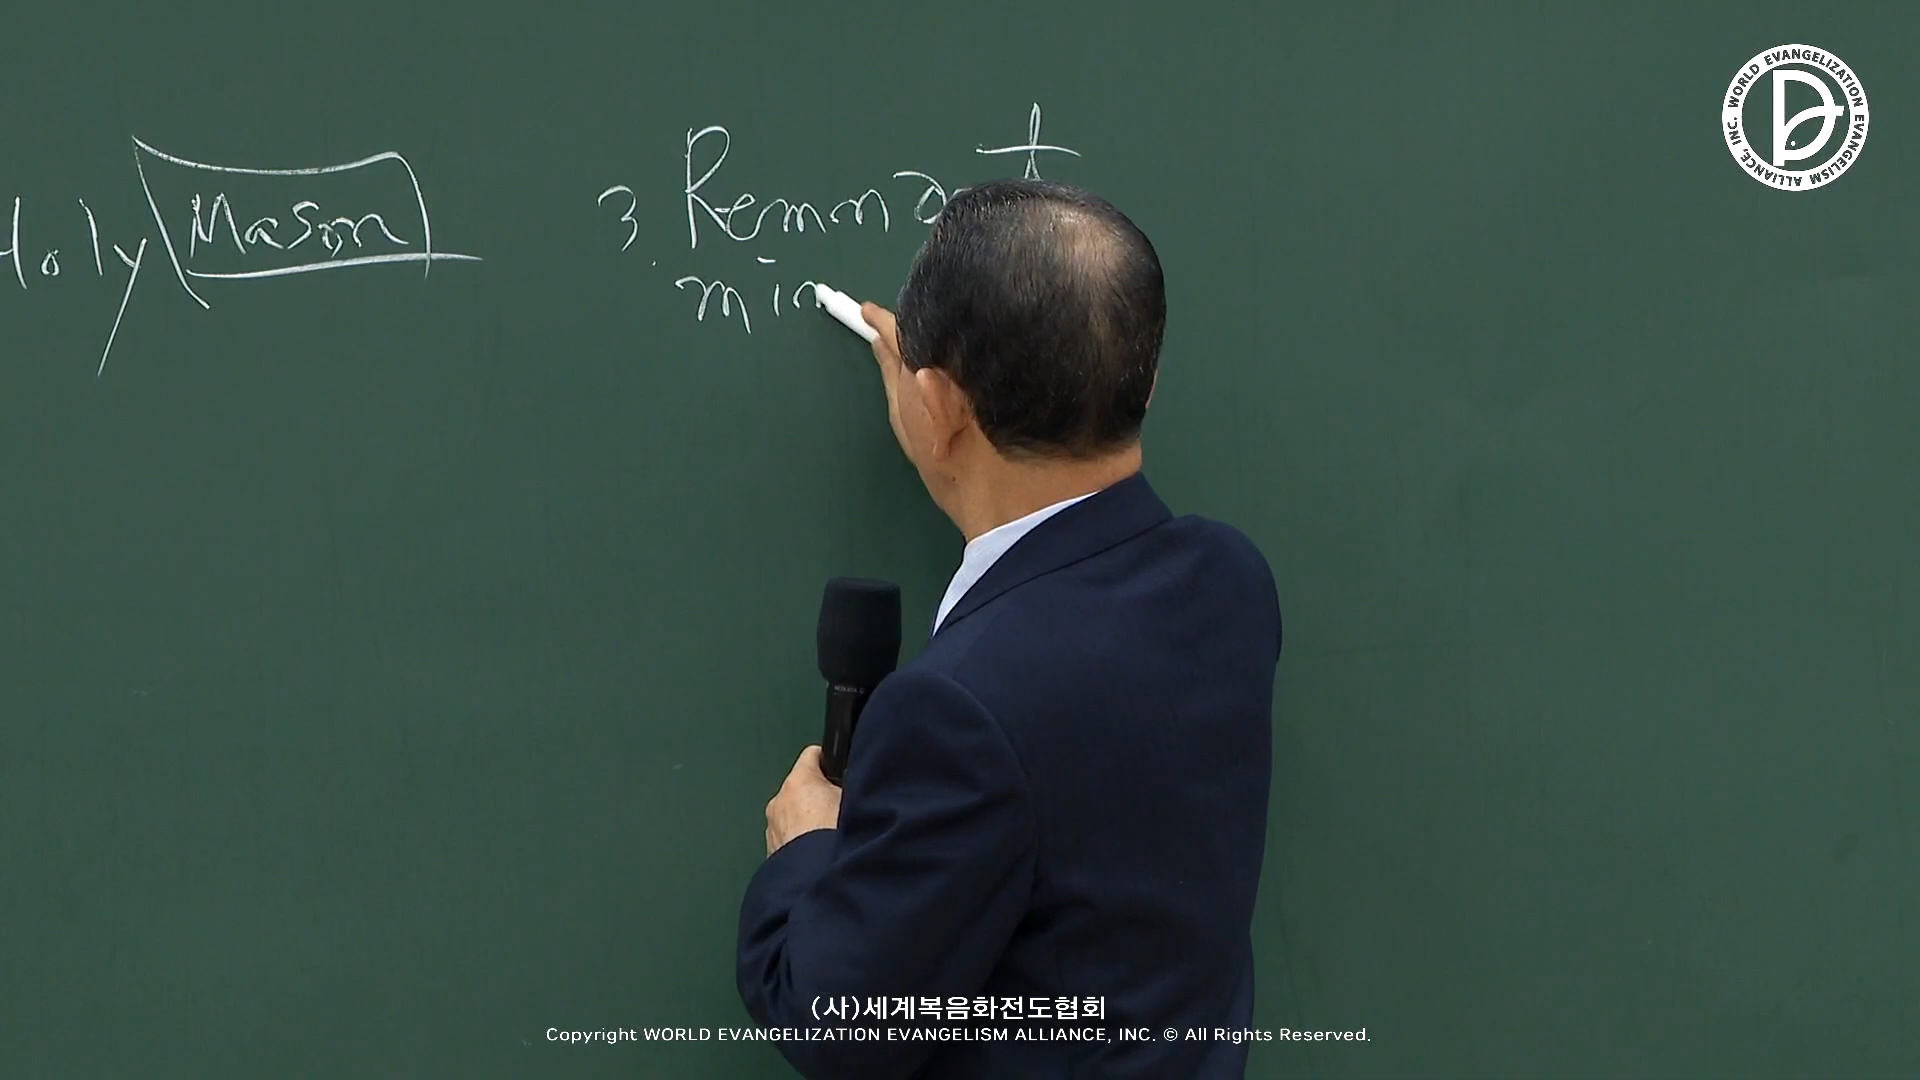 Holy Mason
3. Remna t
min
WORLD EVANGELIZATION EVANGELISM ALLIANCE, INC.
(사)세계복음화전도협회
Copyright WORLD EVANGELIZATION EVANGELISM ALLIANCE, INC. © All Rights Reserved.